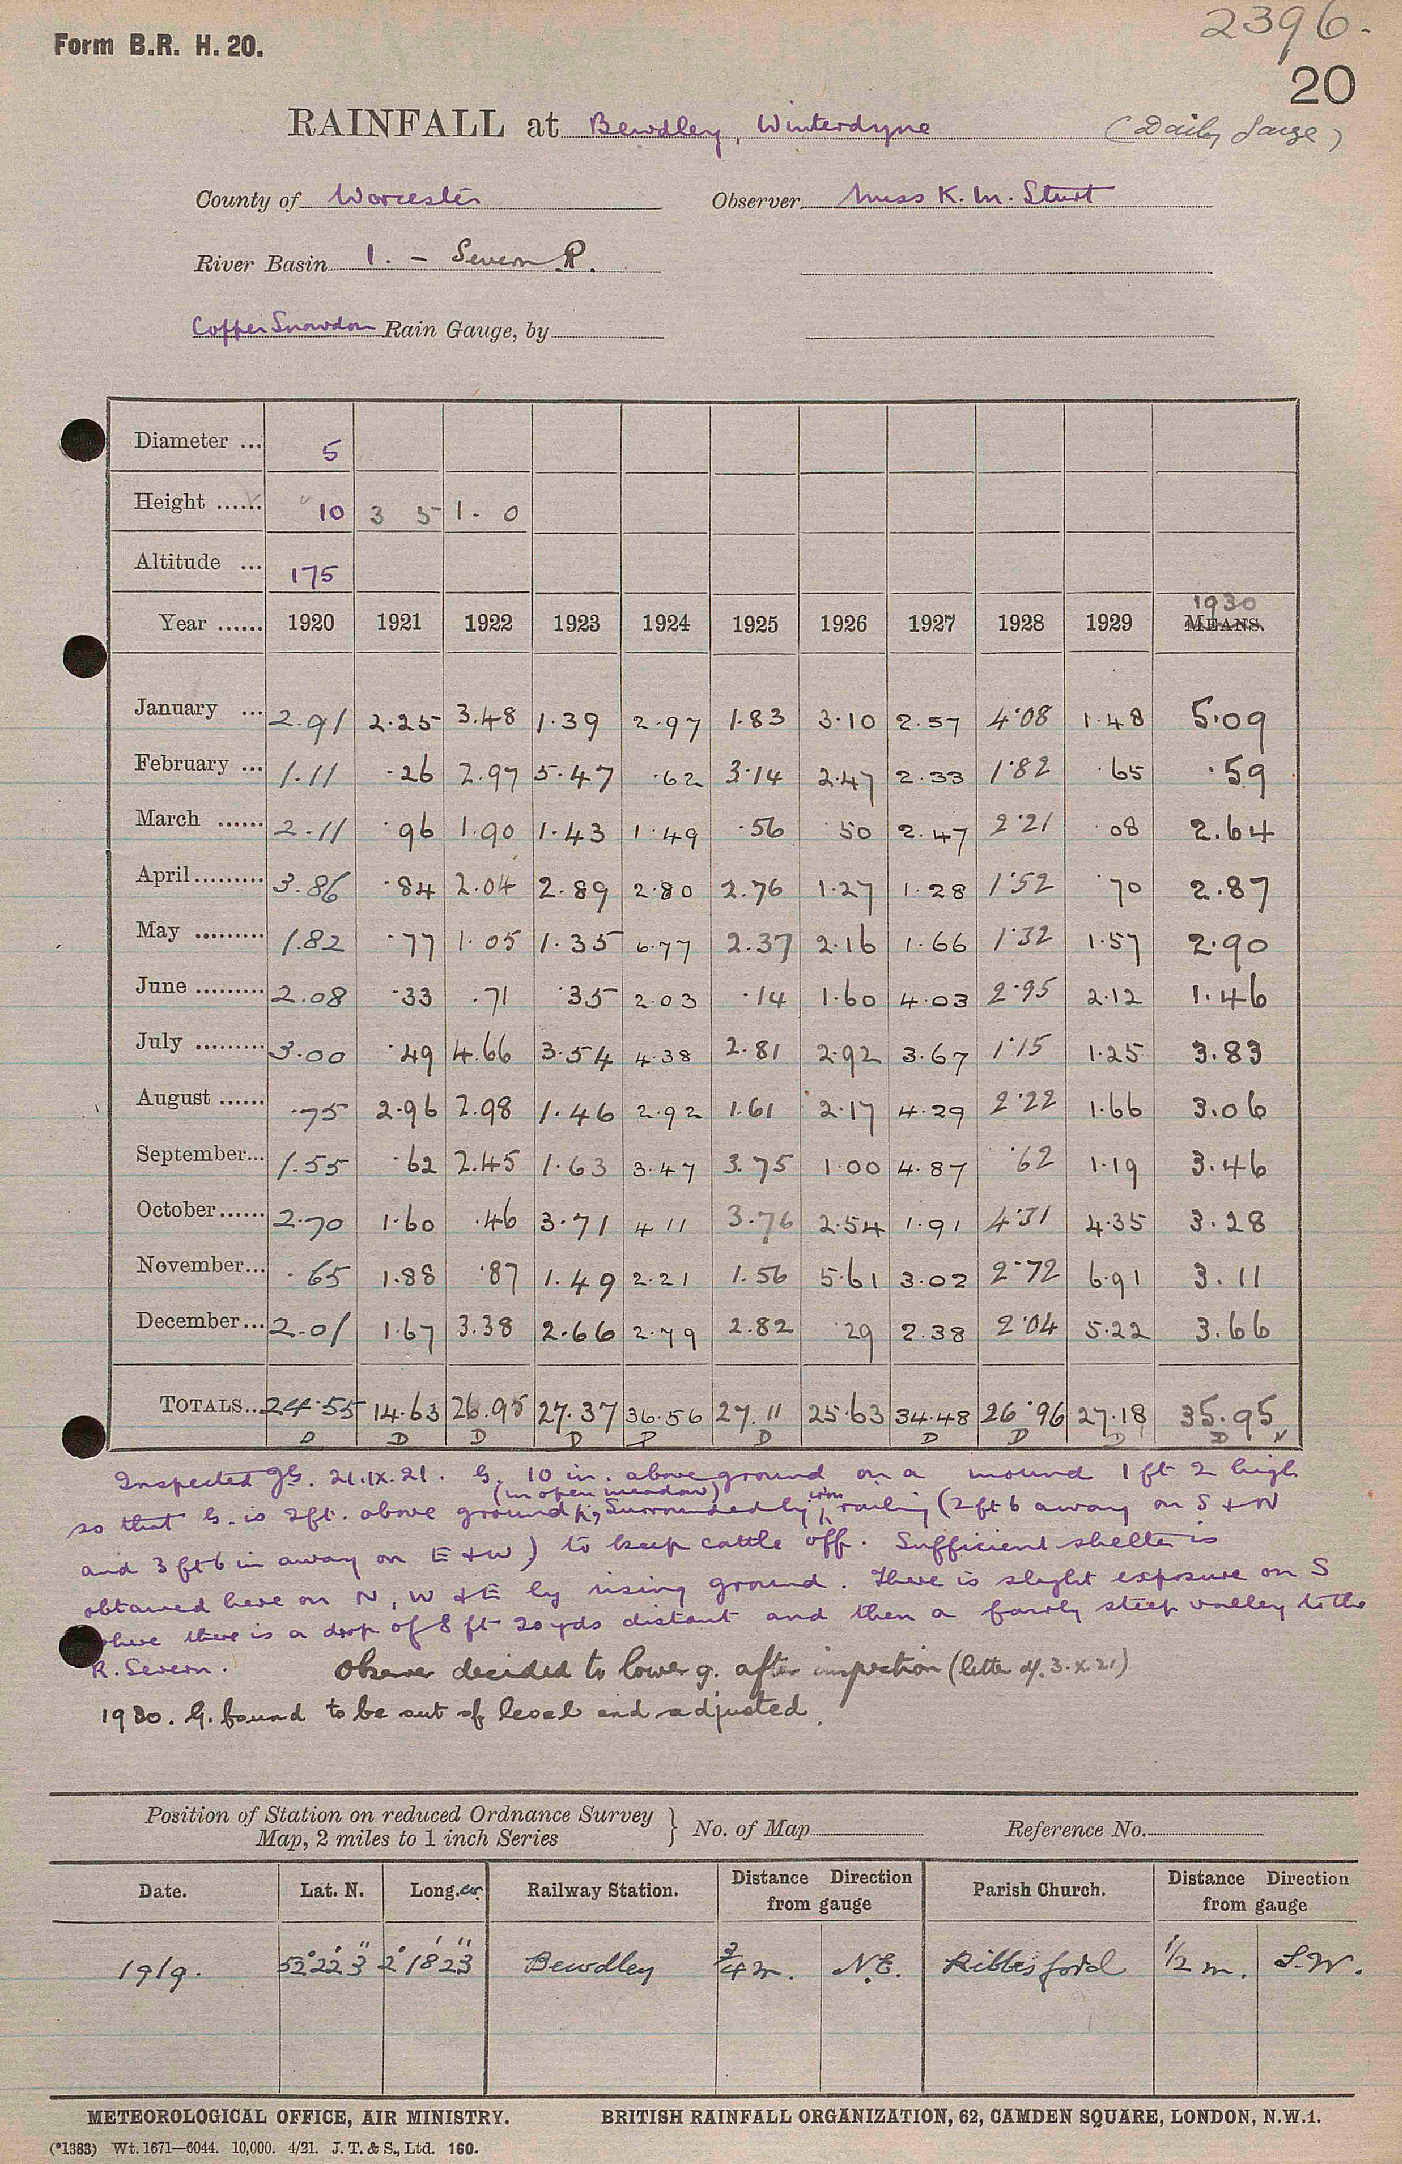 2396.
Form B.R. H. 20.
20
RAINFALL at Bewdley, Winterdyne (Daily Gauge)
County of Worcester Observer Miss K. M. Sturt
River Basin 1. - Severn R.
Copper Snowdon Rain Gauge, by
Diameter ... 5
Height ...... 10 3 5 1. 0
Altitude ... 175
1930
Year ...... 1920 1921 1922 1923 1924 1925 1926 1927 1928 1929 MEANS.
January ... 2.91 2.25 3.48 1.39 2.97 1.83 3.10 2.57 4.08 1.48 5.09
February ... 1.11 .26 2.97 5.47 .62 3.14 2.47 2.33 1.82 .65 .59
March ...... 2.11 .96 1.90 1.43 1.49 .56 .50 2.47 2.21 .08 2.64
April......... 3.86 .84 2.04 2.89 2.80 2.76 1.27 1.28 1.52 .70 2.87
May ......... 1.82 .77 1.05 1.35 6.77 2.37 2.16 1.66 1.32 1.57 2.90
June ......... 2.08 .33 .71 .35 2.03 .14 1.60 4.03 2.95 2.12 1.46
July ......... 3.00 .49 4.66 3.54 4.38 2.81 2.92 3.67 1.15 1.25 3.83
August ...... .75 2.96 2.98 1.46 2.92 1.61 2.17 4.29 2.22 1.66 3.06
September... 1.55 .62 2.45 1.63 3.47 3.75 1.00 4.87 .62 1.19 3.46
October...... 2.70 1.60 .46 3.71 4.11 3.76 2.54 1.91 4.31 4.35 3.28
November... .65 1.88 .87 1.49 2.21 1.56 5.61 3.02 2.72 6.91 3.11
December... 2.01 1.67 3.38 2.66 2.79 2.82 .29 2.38 2.04 5.22 3.66
TOTALS... 24.55 14.63 26.95 27.37 36.56 27.11 25.63 34.48 26.96 27.18 35.95
D D D D D D D D D D
Inspected 21.IX.21. G. 10 in. above ground on a mound 1 ft 2 high
(in open meadow) iron
so that G. is 2ft. above ground, Surrounded by railing (2ft 6 away on S + N
and 3 ft 6 in away on E + W) to keep cattle off. Sufficient shelter is
obtained here on N, W + E by rising ground. There is slight exposure on S
where there is a drop of 8 ft 20 yds distant and then a fairly steep valley to the
R. Severn. Observer decided to lower g. after inspection (letter of. 3.X.21)
1930. G. found to be out of level and adjusted.
Position of Station on reduced Ordnance Survey
Map, 2 miles to 1 inch Series } No. of Map Reference No.
Date. Lat. N. Long. W. Railway Station. Distance Direction from gauge Parish Church. Distance Direction from gauge
1919. 52° 22' 3" 2° 18' 23" Bewdley 3/4 m. N.E. Ribbesford 1/2 m. S.W.
METEOROLOGICAL OFFICE, AIR MINISTRY. BRITISH RAINFALL ORGANIZATION, 62, CAMDEN SQUARE, LONDON, N.W.1.
(*1383) Wt. 1671—6044. 10,000. 4/21. J. T. & S., Ltd. 160.